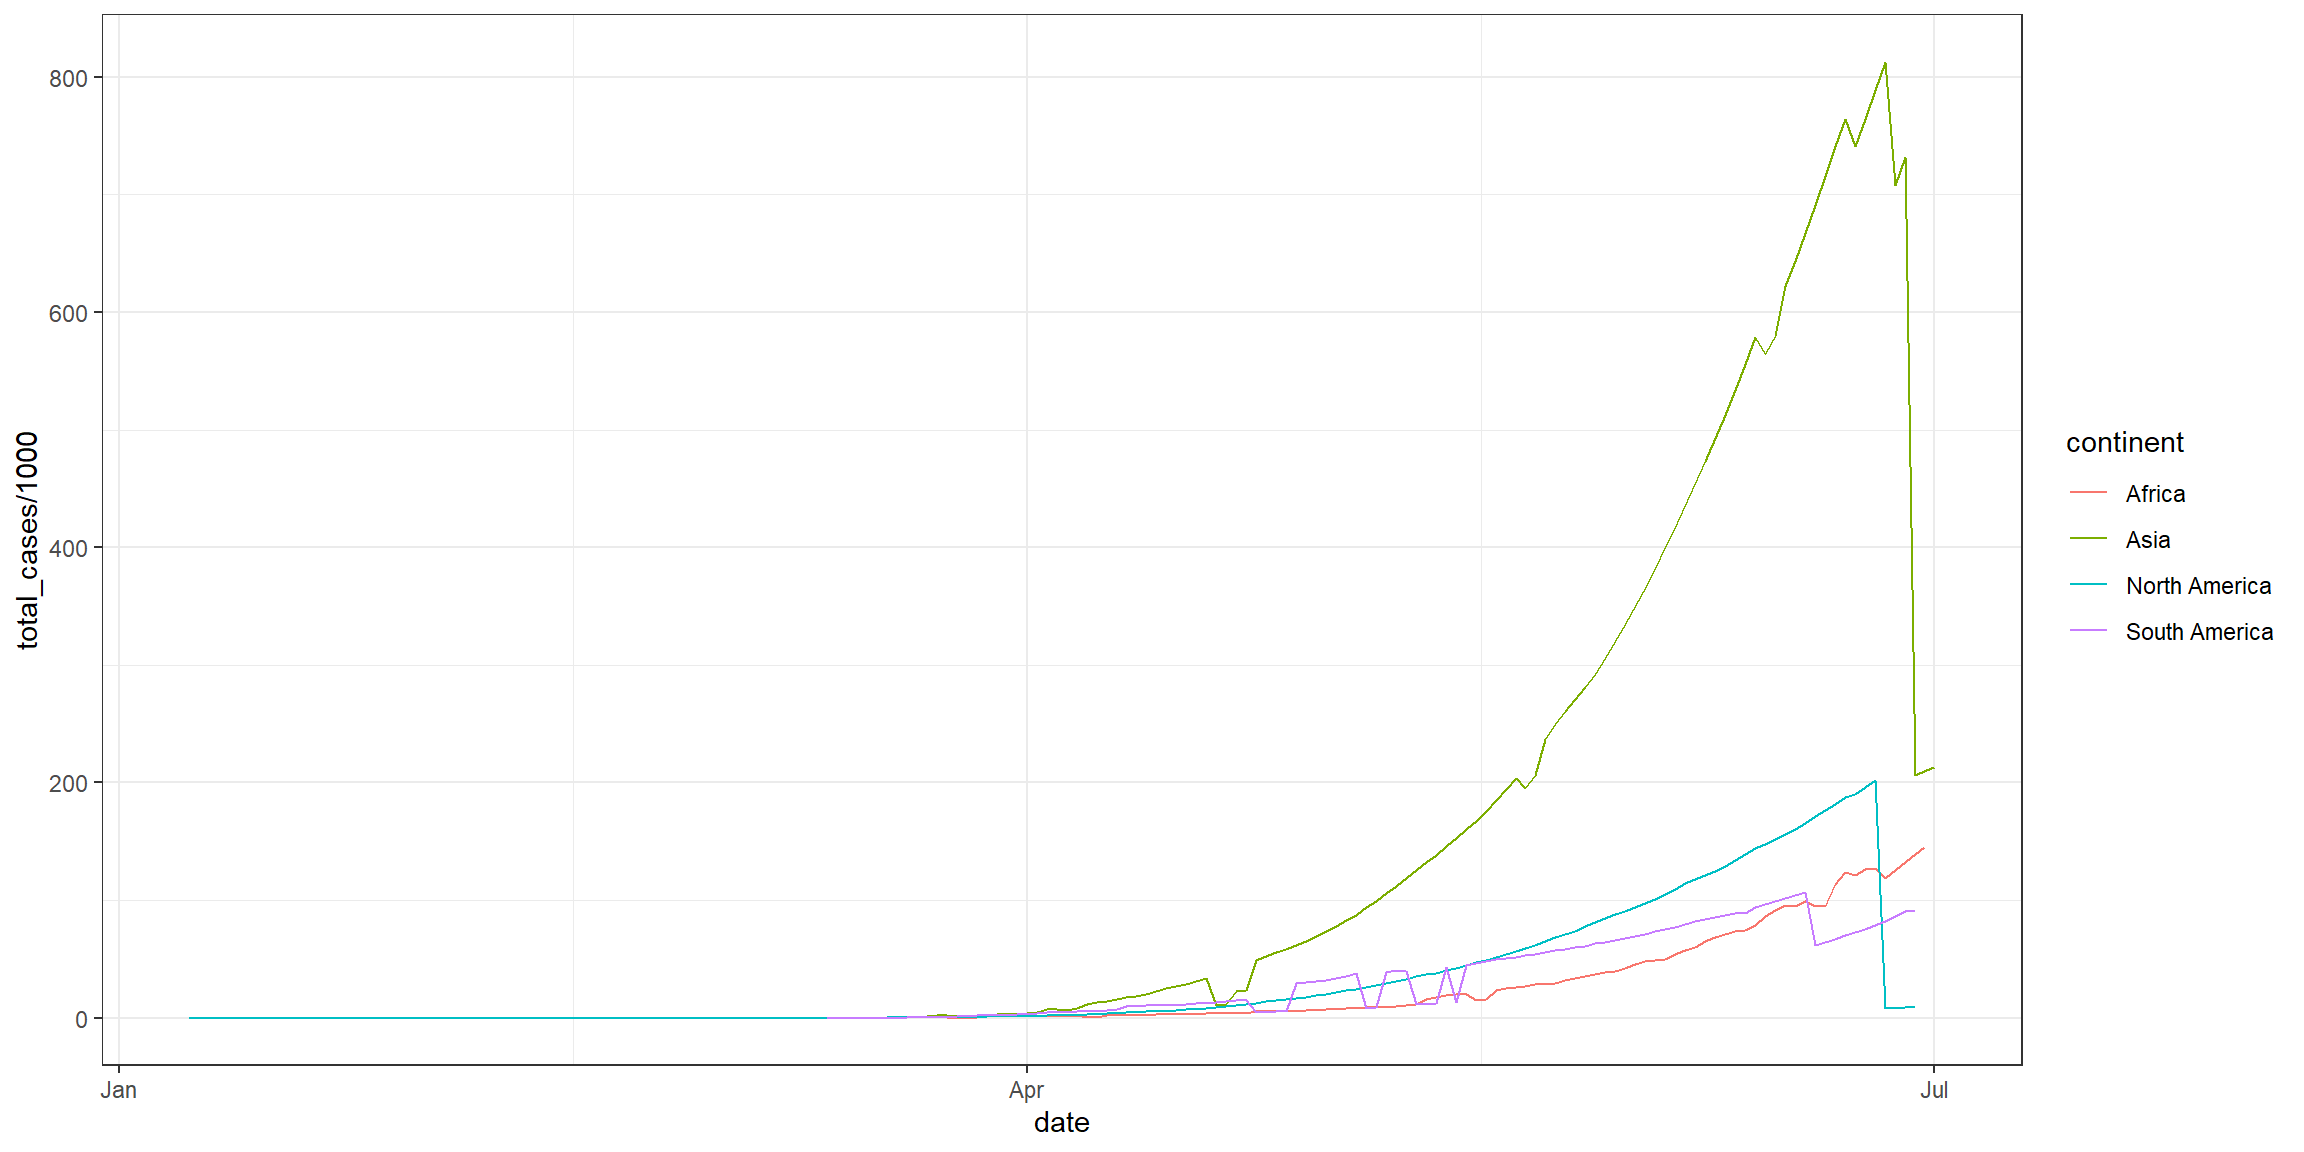 total_cases/1000
800
600
400
200
0
Jan
Apr
Jul
date
continent
Africa
Asia
North America
South America